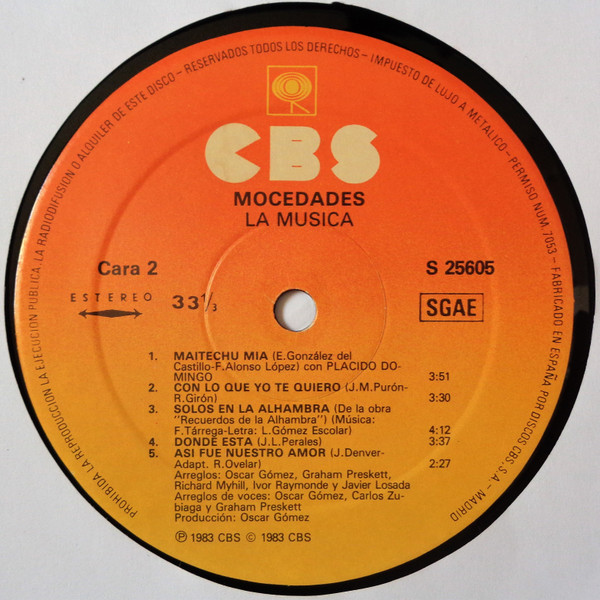 PROHIBIDA LA REPRODUCCION LA EJECUCION PUBLICA, LA RADIODIFUSION O ALQUILER DE ESTE DISCO – RESERVADOS TODOS LOS DERECHOS – IMPUESTO DE LUJO A METALICO – PERMISO NUM. 7053 – FABRICADO EN ESPAÑA POR DISCOS CBS, S.A. – MADRID
CBS
MOCEDADES
LA MUSICA
Cara 2
S 25605
ESTEREO 33 1/3
SGAE
1. MAITECHU MIA (E.González del
Castillo-F.Alonso López) con PLACIDO DO-
MINGO 3:51
2. CON LO QUE YO TE QUIERO (J.M.Purón-
R.Girón) 3:30
3. SOLOS EN LA ALHAMBRA (De la obra
"Recuerdos de la Alhambra") (Música:
F.Tárrega-Letra: L.Gómez Escolar) 4:12
4. DONDE ESTA (J.L.Perales) 3:37
5. ASI FUE NUESTRO AMOR (J.Denver-
Adapt. R.Ovelar) 2:27
Arreglos: Oscar Gómez, Graham Preskett,
Richard Myhill, Ivor Raymonde y Javier Losada
Arreglos de voces: Oscar Gómez, Carlos Zu-
biaga y Graham Preskett
Producción: Oscar Gómez
Ⓟ 1983 CBS © 1983 CBS